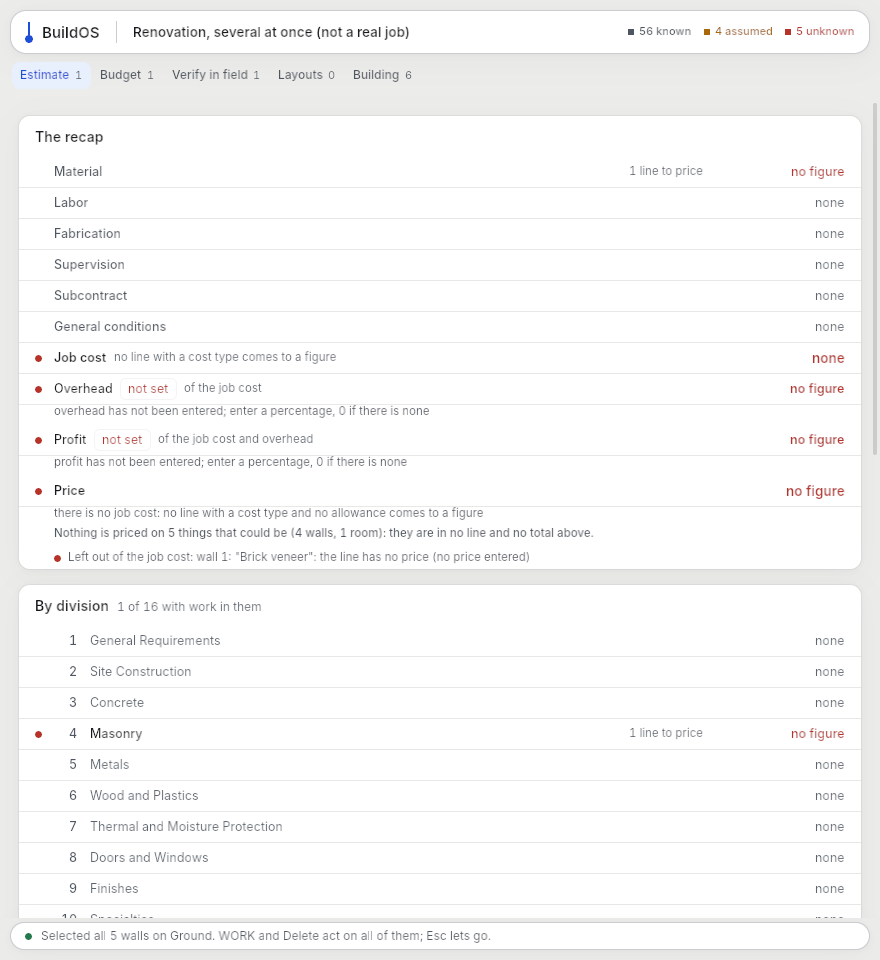 BuildOS Renovation, several at once (not a real job) 56 known 4 assumed 5 unknown
Estimate 1 Budget 1 Verify in field 1 Layouts 0 Building 6
The recap
Material 1 line to price no figure
Labor none
Fabrication none
Supervision none
Subcontract none
General conditions none
Job cost no line with a cost type comes to a figure none
Overhead not set of the job cost no figure
overhead has not been entered; enter a percentage, 0 if there is none
Profit not set of the job cost and overhead no figure
profit has not been entered; enter a percentage, 0 if there is none
Price no figure
there is no job cost: no line with a cost type and no allowance comes to a figure
Nothing is priced on 5 things that could be (4 walls, 1 room): they are in no line and no total above.
Left out of the job cost: wall 1: "Brick veneer": the line has no price (no price entered)
By division 1 of 16 with work in them
1 General Requirements none
2 Site Construction none
3 Concrete none
4 Masonry 1 line to price no figure
5 Metals none
6 Wood and Plastics none
7 Thermal and Moisture Protection none
8 Doors and Windows none
9 Finishes none
10 Specialties none
Selected all 5 walls on Ground. WORK and Delete act on all of them; Esc lets go.